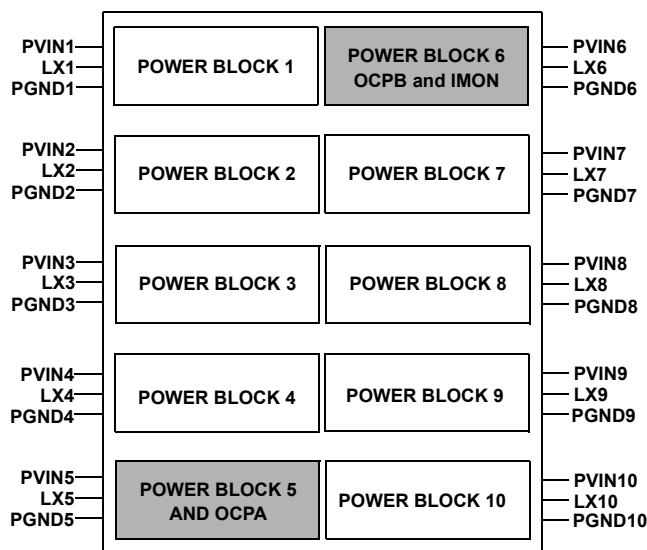 PVIN1
LX1
PGND1
POWER BLOCK 1
POWER BLOCK 6
OCPB and IMON
PVIN6
LX6
PGND6
PVIN2
LX2
PGND2
POWER BLOCK 2
POWER BLOCK 7
PVIN7
LX7
PGND7
PVIN3
LX3
PGND3
POWER BLOCK 3
POWER BLOCK 8
PVIN8
LX8
PGND8
PVIN4
LX4
PGND4
POWER BLOCK 4
POWER BLOCK 9
PVIN9
LX9
PGND9
PVIN5
LX5
PGND5
POWER BLOCK 5
AND OCPA
POWER BLOCK 10
PVIN10
LX10
PGND10